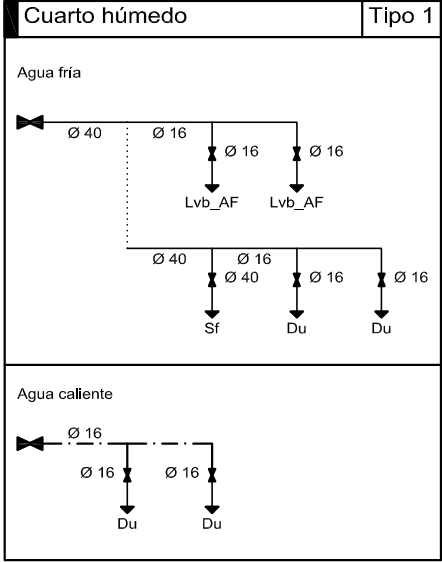 Cuarto húmedo Tipo 1
Agua fría
Ø 40 Ø 16
Ø 16 Ø 16
Lvb_AF Lvb_AF
Ø 40 Ø 16
Ø 40 Ø 16 Ø 16
Sf Du Du
Agua caliente
Ø 16
Ø 16 Ø 16
Du Du